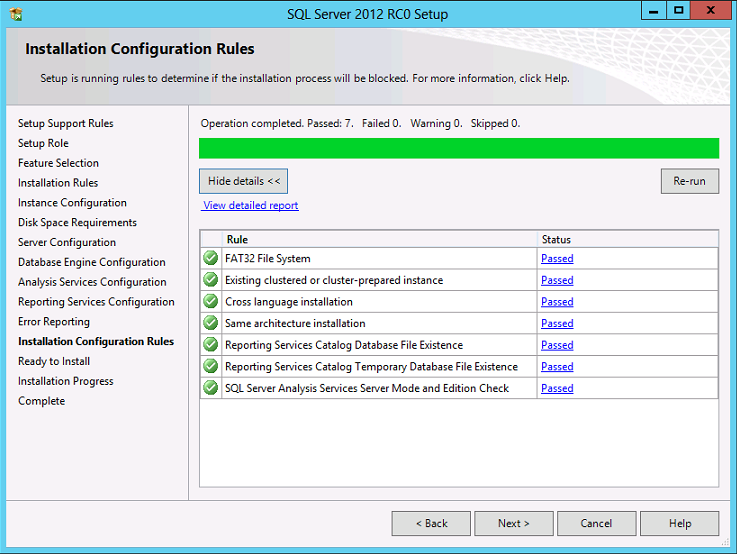 SQL Server 2012 RC0 Setup
Installation Configuration Rules
Setup is running rules to determine if the installation process will be blocked. For more information, click Help.
Setup Support Rules
Setup Role
Feature Selection
Installation Rules
Instance Configuration
Disk Space Requirements
Server Configuration
Database Engine Configuration
Analysis Services Configuration
Reporting Services Configuration
Error Reporting
Installation Configuration Rules
Ready to Install
Installation Progress
Complete
Operation completed. Passed: 7. Failed 0. Warning 0. Skipped 0.
Hide details << Re-run
View detailed report
Rule Status
FAT32 File System Passed
Existing clustered or cluster-prepared instance Passed
Cross language installation Passed
Same architecture installation Passed
Reporting Services Catalog Database File Existence Passed
Reporting Services Catalog Temporary Database File Existence Passed
SQL Server Analysis Services Server Mode and Edition Check Passed
< Back Next > Cancel Help